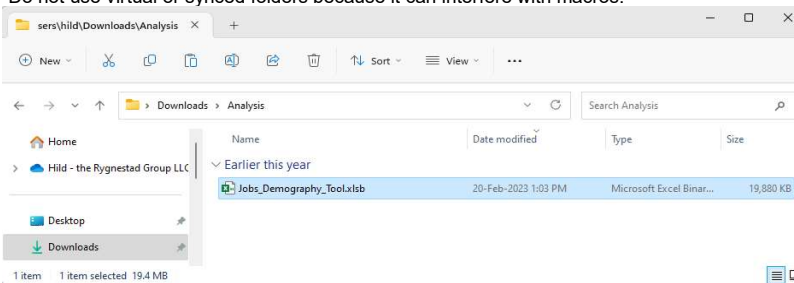 Do not use virtual or synced folders because it can interfere with macros.
sers\hild\Downloads\Analysis
New
Sort
View
Downloads > Analysis
Search Analysis
Home
Name
Date modified
Type
Size
Hild - the Rygnestad Group LLC
Earlier this year
Jobs_Demography_Tool.xlsb
20-Feb-2023 1:03 PM
Microsoft Excel Binar...
19,880 KB
Desktop
Downloads
1 item
1 item selected 19.4 MB